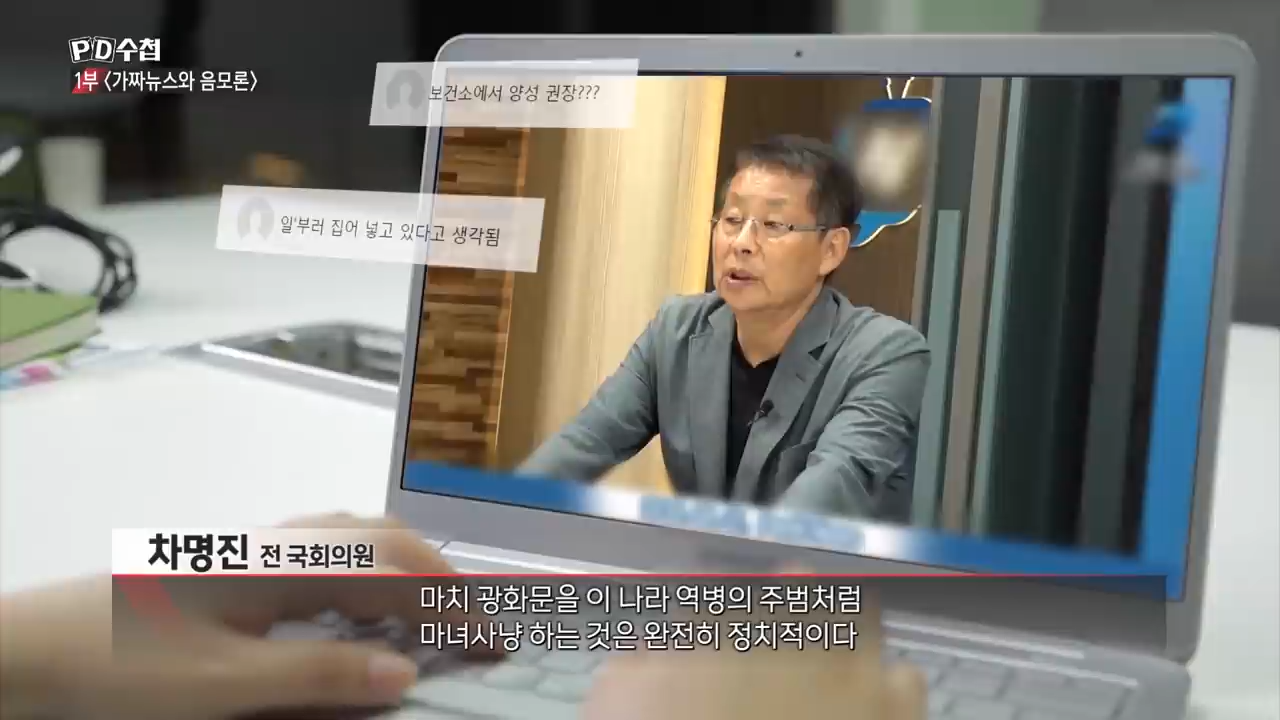 PD수첩
1부 <가짜뉴스와 음모론>
보건소에서 양성 권장???
일'부러 집어 넣고 있다고 생각됨
차명진 전 국회의원
마치 광화문을 이 나라 역병의 주범처럼
마녀사냥 하는 것은 완전히 정치적이다